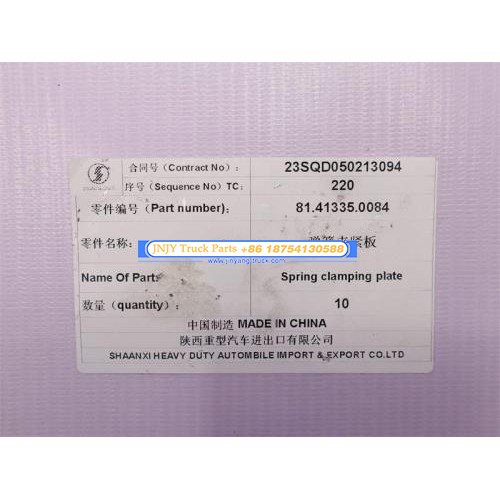 合同号 (Contract No) : 23SQD050213094
序号 (Sequence No) TC: 220
零件编号 (Part number): 81.41335.0084
零件名称:
JNJY Truck Parts +86 18754130588
www.jnhyangtruck.com
Name Of Part: Spring clamping plate
数量 (quantity): 10
中国制造 MADE IN CHINA
陕西重型汽车进出口有限公司
SHAANXI HEAVY DUTY AUTOMBILE IMPORT & EXPORT CO.LTD